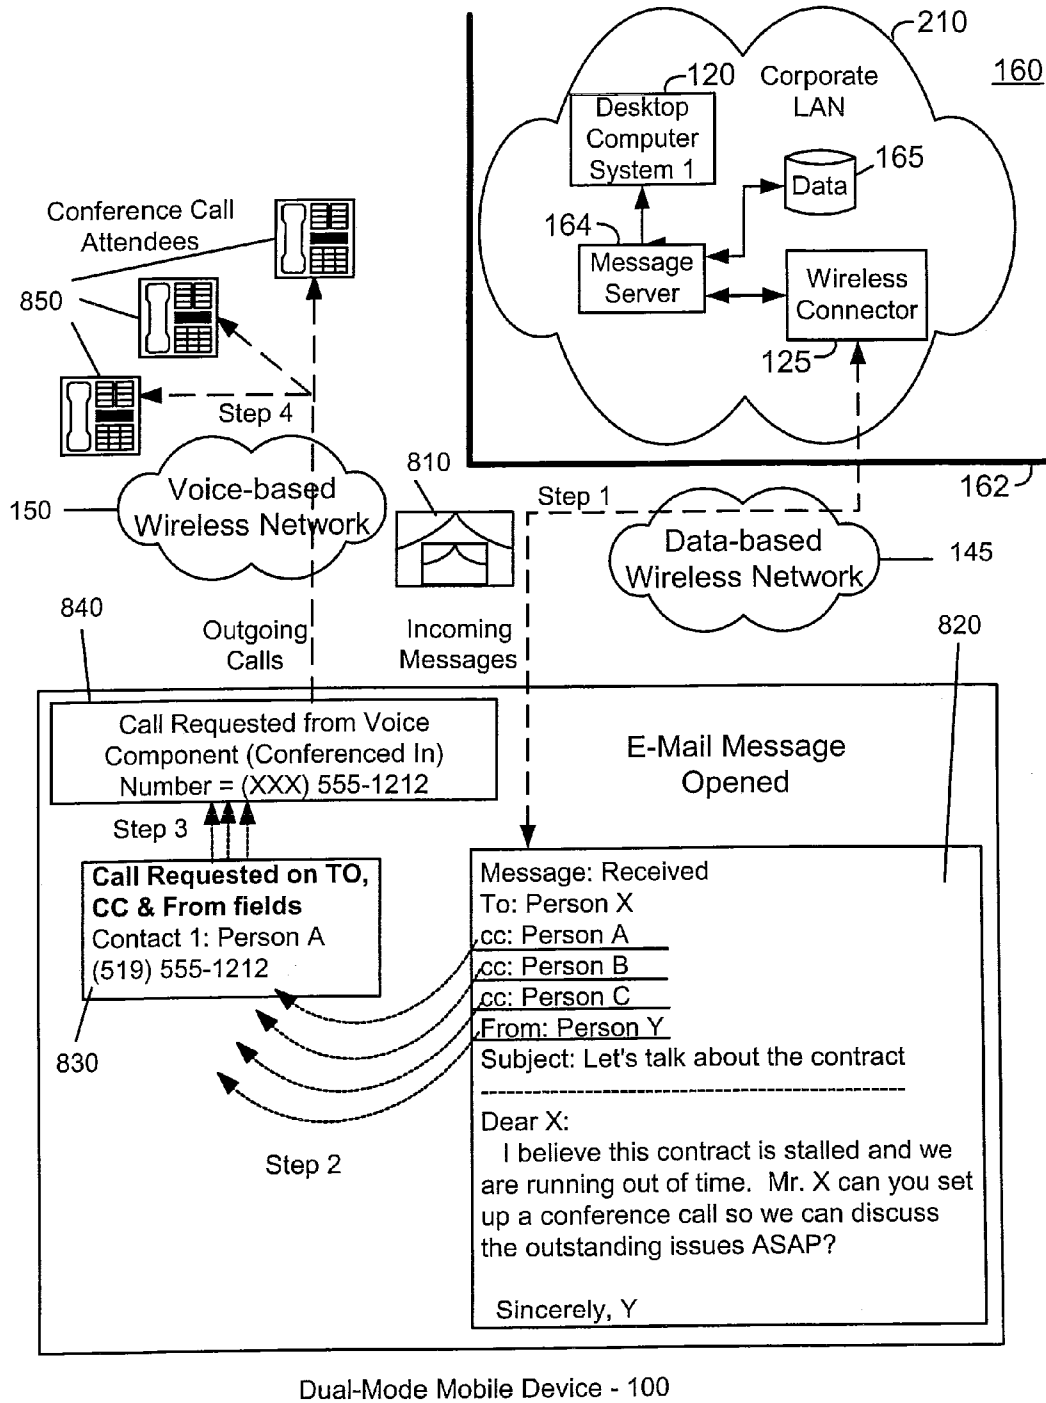 210
160
120
Corporate
LAN
Desktop
Computer
System 1
165
Data
164
Message
Server
Wireless
Connector
125
162
Conference Call
Attendees
850
Step 4
810
Step 1
150
Voice-based
Wireless Network
Data-based
Wireless Network
145
840
Outgoing
Calls
Incoming
Messages
820
Call Requested from Voice
Component (Conferenced In)
Number = (XXX) 555-1212
E-Mail Message
Opened
Step 3
Call Requested on TO,
CC & From fields
Contact 1: Person A
(519) 555-1212
830
Step 2
Message: Received
To: Person X
cc: Person A
cc: Person B
cc: Person C
From: Person Y
Subject: Let's talk about the contract
Dear X:
I believe this contract is stalled and we
are running out of time. Mr. X can you set
up a conference call so we can discuss
the outstanding issues ASAP?
Sincerely, Y
Dual-Mode Mobile Device - 100